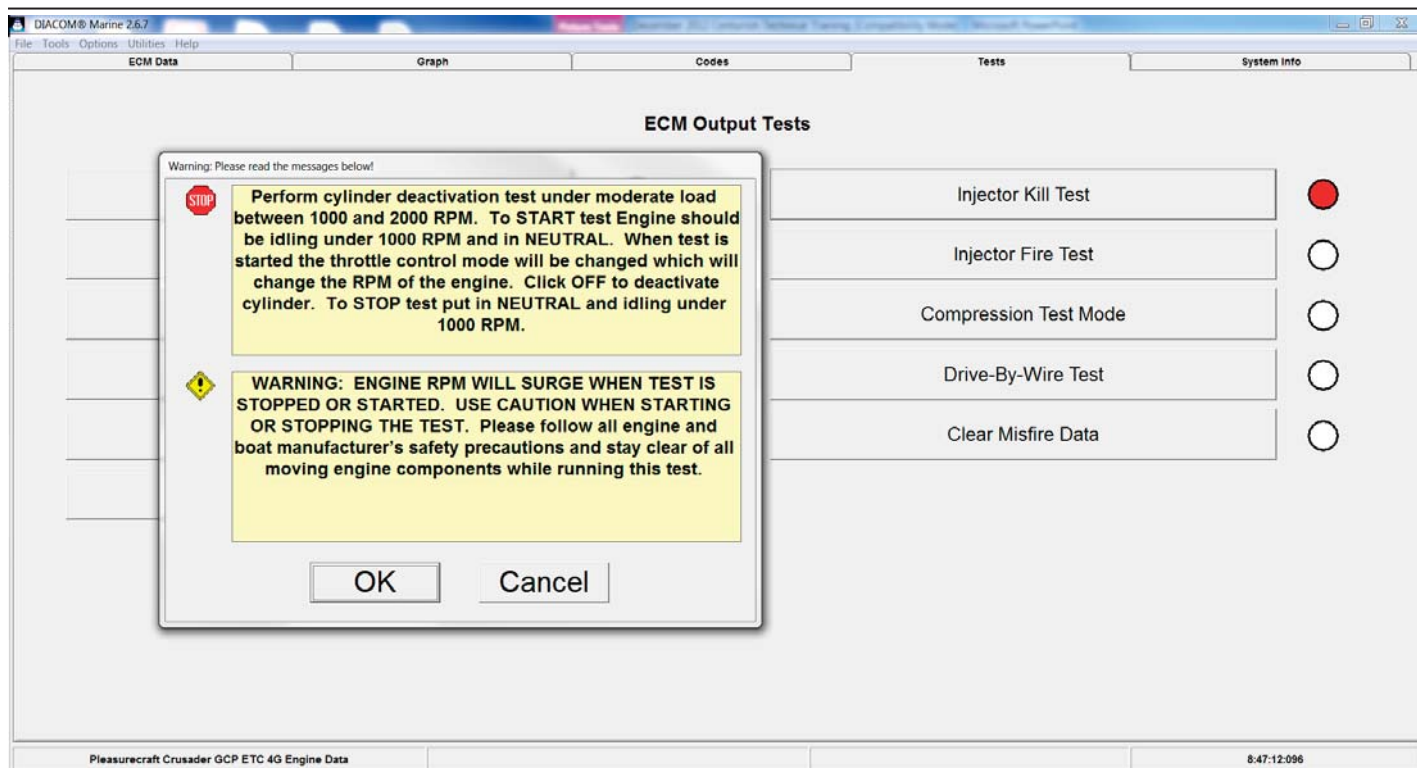 DIACOM® Marine 2.6.7
File Tools Options Utilities Help
ECM Data Graph Codes Tests System Info
ECM Output Tests
Warning: Please read the messages below!
STOP
Perform cylinder deactivation test under moderate load
between 1000 and 2000 RPM. To START test Engine should
be idling under 1000 RPM and in NEUTRAL. When test is
started the throttle control mode will be changed which will
change the RPM of the engine. Click OFF to deactivate
cylinder. To STOP test put in NEUTRAL and idling under
1000 RPM.
WARNING: ENGINE RPM WILL SURGE WHEN TEST IS
STOPPED OR STARTED. USE CAUTION WHEN STARTING
OR STOPPING THE TEST. Please follow all engine and
boat manufacturer's safety precautions and stay clear of all
moving engine components while running this test.
OK Cancel
Injector Kill Test
Injector Fire Test
Compression Test Mode
Drive-By-Wire Test
Clear Misfire Data
Pleasurecraft Crusader GCP ETC 4G Engine Data
8:47:12:096